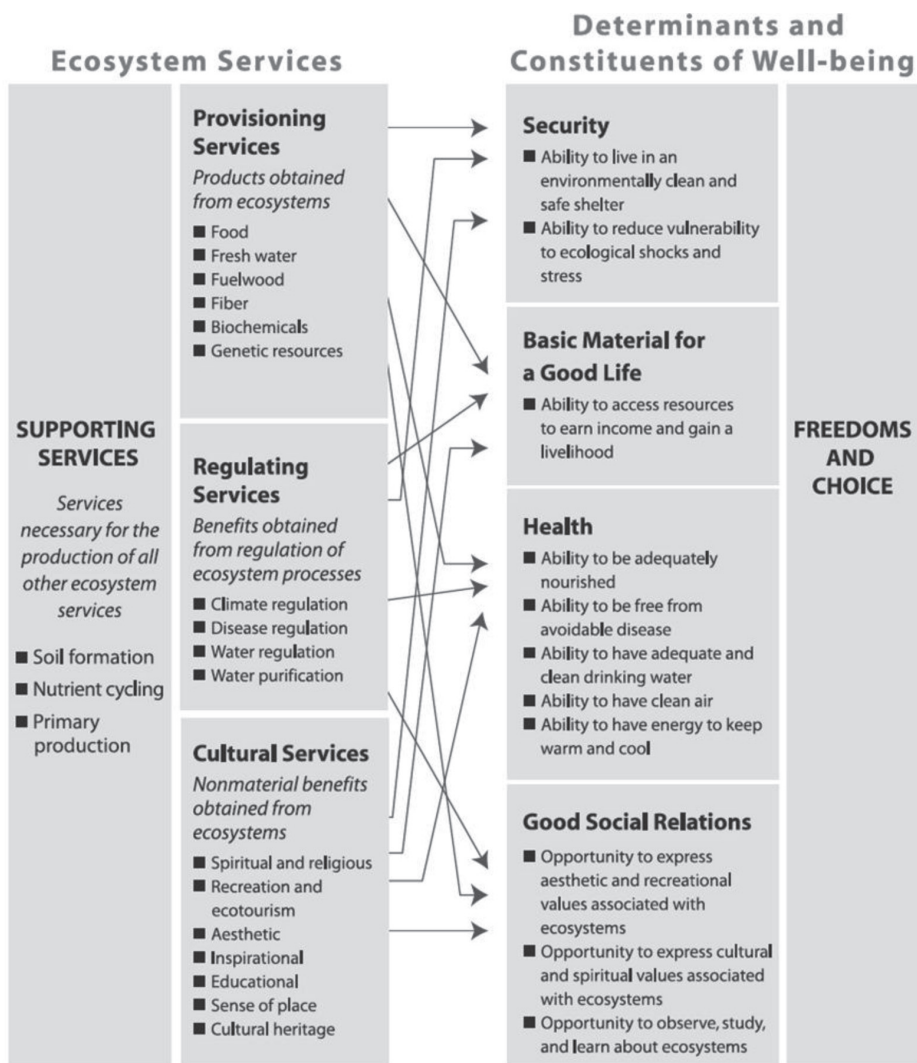 Ecosystem Services
Determinants and
Constituents of Well-being
SUPPORTING
SERVICES
Services
necessary for the
production of all
other ecosystem
services
■ Soil formation
■ Nutrient cycling
■ Primary
production
Provisioning
Services
Products obtained
from ecosystems
■ Food
■ Fresh water
■ Fuelwood
■ Fiber
■ Biochemicals
■ Genetic resources
Regulating
Services
Benefits obtained
from regulation of
ecosystem processes
■ Climate regulation
■ Disease regulation
■ Water regulation
■ Water purification
Cultural Services
Nonmaterial benefits
obtained from
ecosystems
■ Spiritual and religious
■ Recreation and
ecotourism
■ Aesthetic
■ Inspirational
■ Educational
■ Sense of place
■ Cultural heritage
Security
■ Ability to live in an
environmentally clean and
safe shelter
■ Ability to reduce vulnerability
to ecological shocks and
stress
Basic Material for
a Good Life
■ Ability to access resources
to earn income and gain a
livelihood
Health
■ Ability to be adequately
nourished
■ Ability to be free from
avoidable disease
■ Ability to have adequate and
clean drinking water
■ Ability to have clean air
■ Ability to have energy to keep
warm and cool
Good Social Relations
■ Opportunity to express
aesthetic and recreational
values associated with
ecosystems
■ Opportunity to express cultural
and spiritual values associated
with ecosystems
■ Opportunity to observe, study,
and learn about ecosystems
FREEDOMS
AND
CHOICE